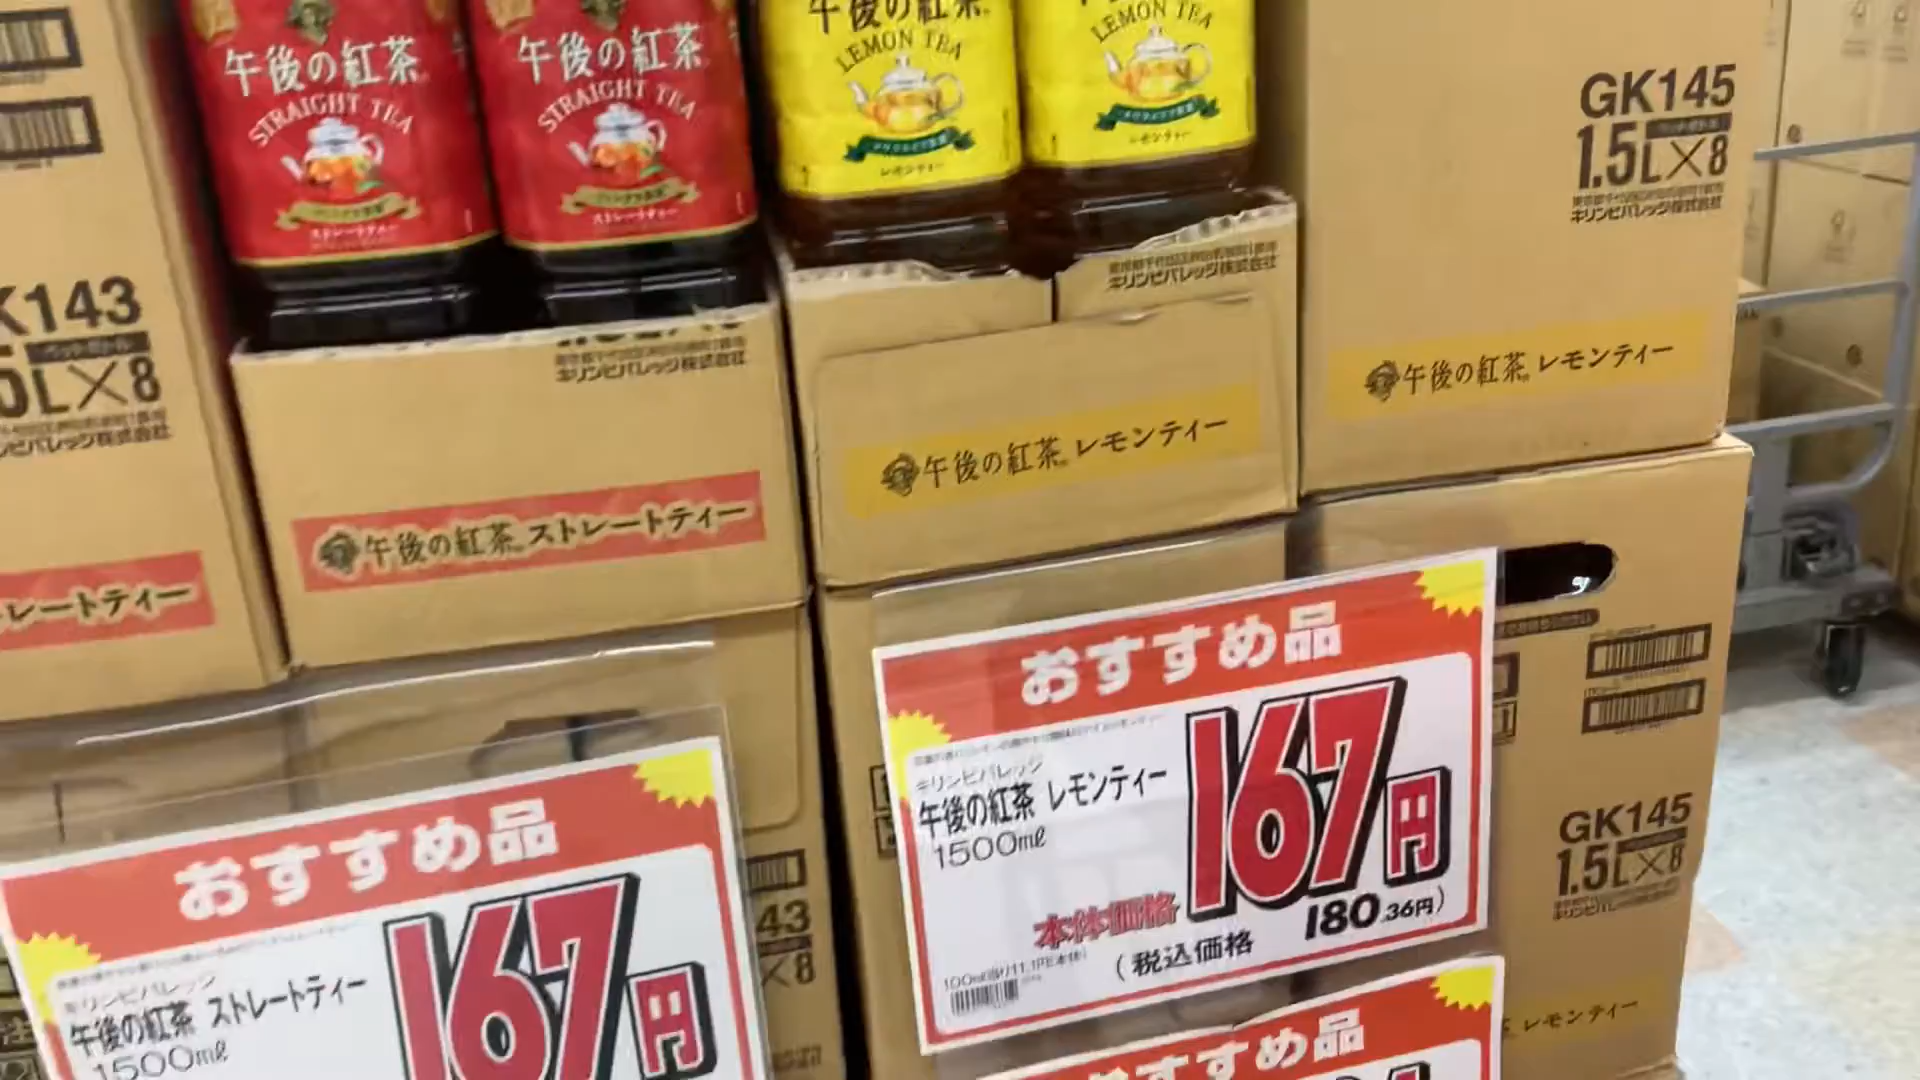 午後の紅茶
STRAIGHT TEA
ストレートティー
午後の紅茶
STRAIGHT TEA
ストレートティー
午後の紅茶
LEMON TEA
レモンティー
LEMON TEA
レモンティー
GK145
1.5L×8
キリンビバレッジ株式会社
K143
0L×8
キリンビバレッジ株式会社
キリンビバレッジ株式会社
午後の紅茶 レモンティー
午後の紅茶 レモンティー
午後の紅茶 ストレートティー
レートティー
おすすめ品
キリンビバレッジ
午後の紅茶 レモンティー
1500ml
167円
本体価格
(税込価格 180.36円)
GK145
1.5L×8
レモンティー
43
×8
おすすめ品
キリンビバレッジ
午後の紅茶 ストレートティー
1500ml
167円
おすすめ品